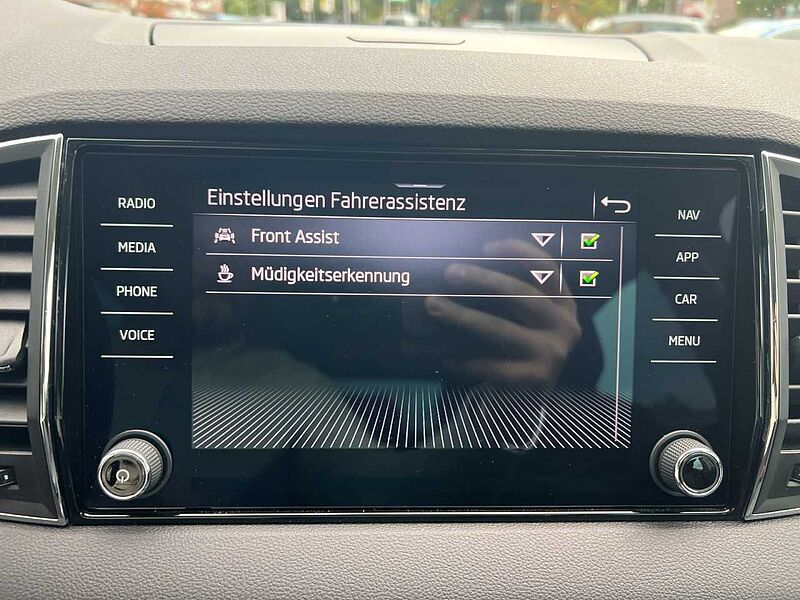 RADIO
MEDIA
PHONE
VOICE
Einstellungen Fahrerassistenz
Front Assist
Müdigkeitserkennung
NAV
APP
CAR
MENU